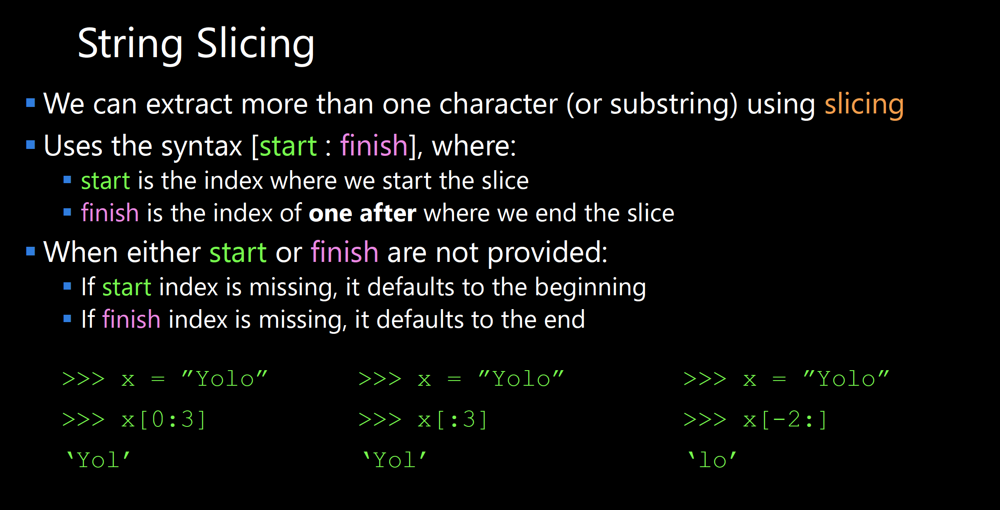 String Slicing
▪ We can extract more than one character (or substring) using slicing
▪ Uses the syntax [start : finish], where:
▪ start is the index where we start the slice
▪ finish is the index of one after where we end the slice
▪ When either start or finish are not provided:
▪ If start index is missing, it defaults to the beginning
▪ If finish index is missing, it defaults to the end
>>> x = ”Yolo” >>> x = ”Yolo” >>> x = ”Yolo”
>>> x[0:3] >>> x[:3] >>> x[-2:]
‘Yol’ ‘Yol’ ‘lo’